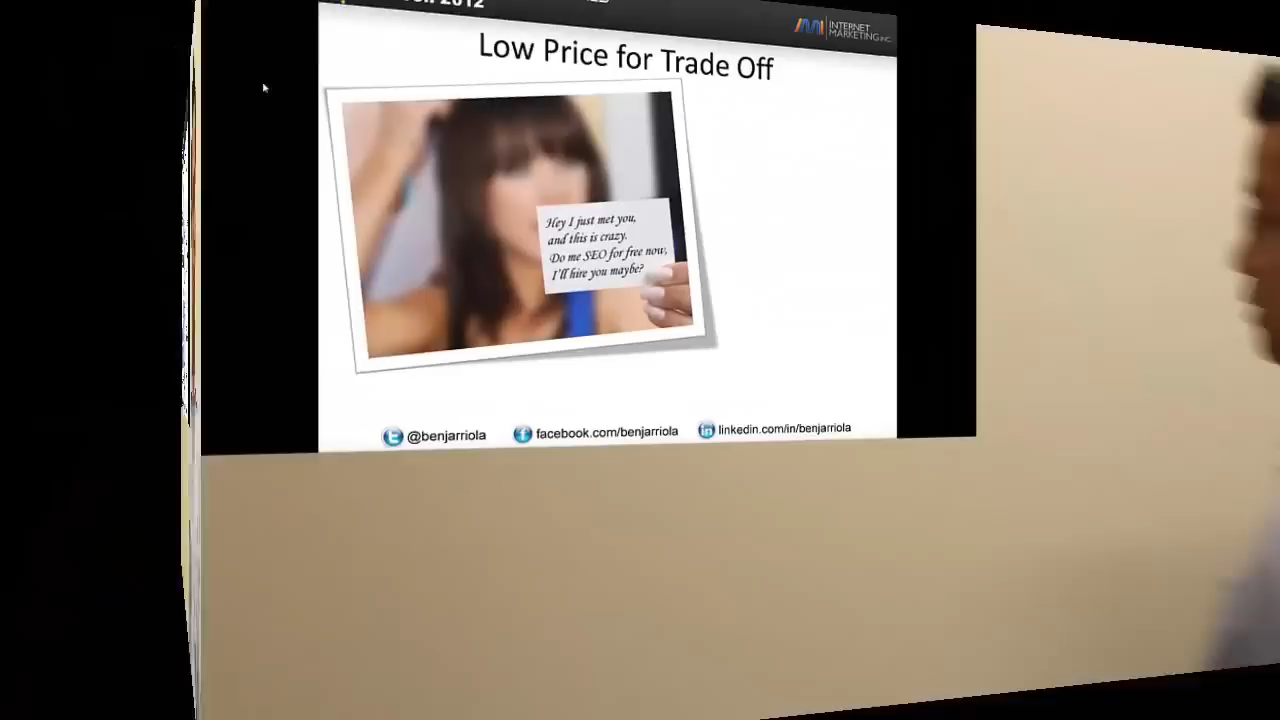 2012
INTERNET
MARKETING INC.
Low Price for Trade Off
Hey I just met you,
and this is crazy.
Do me SEO for free now,
I'll hire you maybe?
@benjarriola
facebook.com/benjarriola
linkedin.com/in/benjarriola